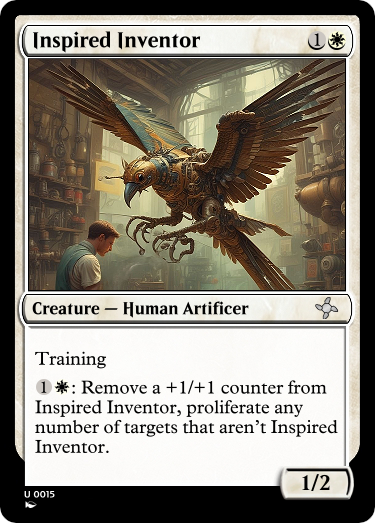 Inspired Inventor 1
Creature — Human Artificer
Training
1: Remove a +1/+1 counter from
Inspired Inventor, proliferate any
number of targets that aren't Inspired
Inventor.
1/2
U 0015